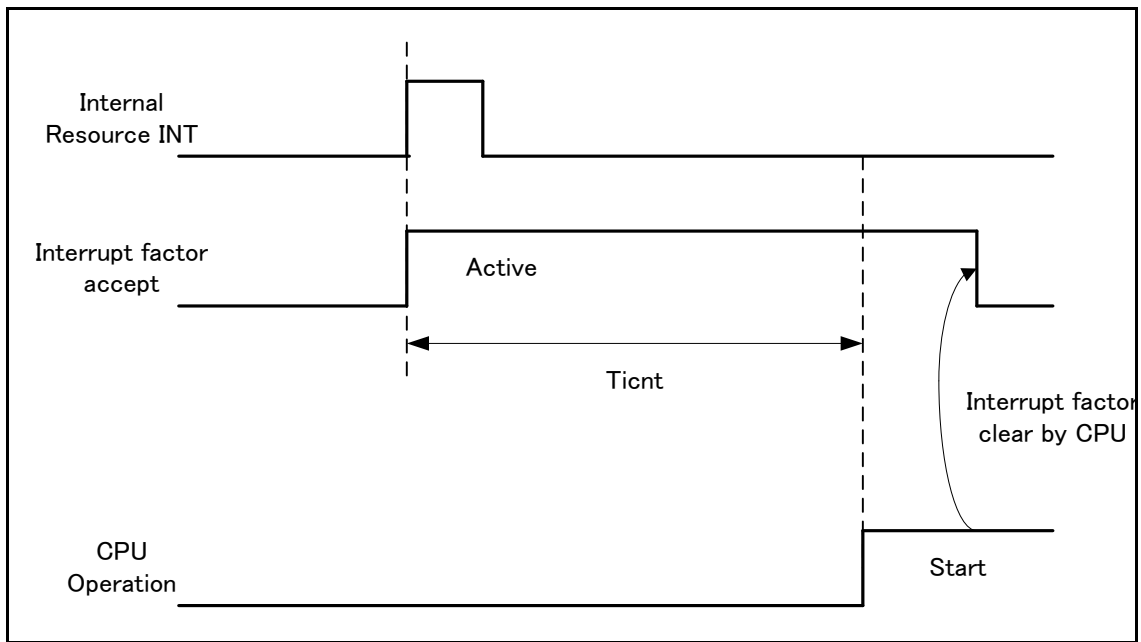 Internal
Resource INT
Interrupt factor
accept
Active
Ticnt
Interrupt factor
clear by CPU
CPU
Operation
Start